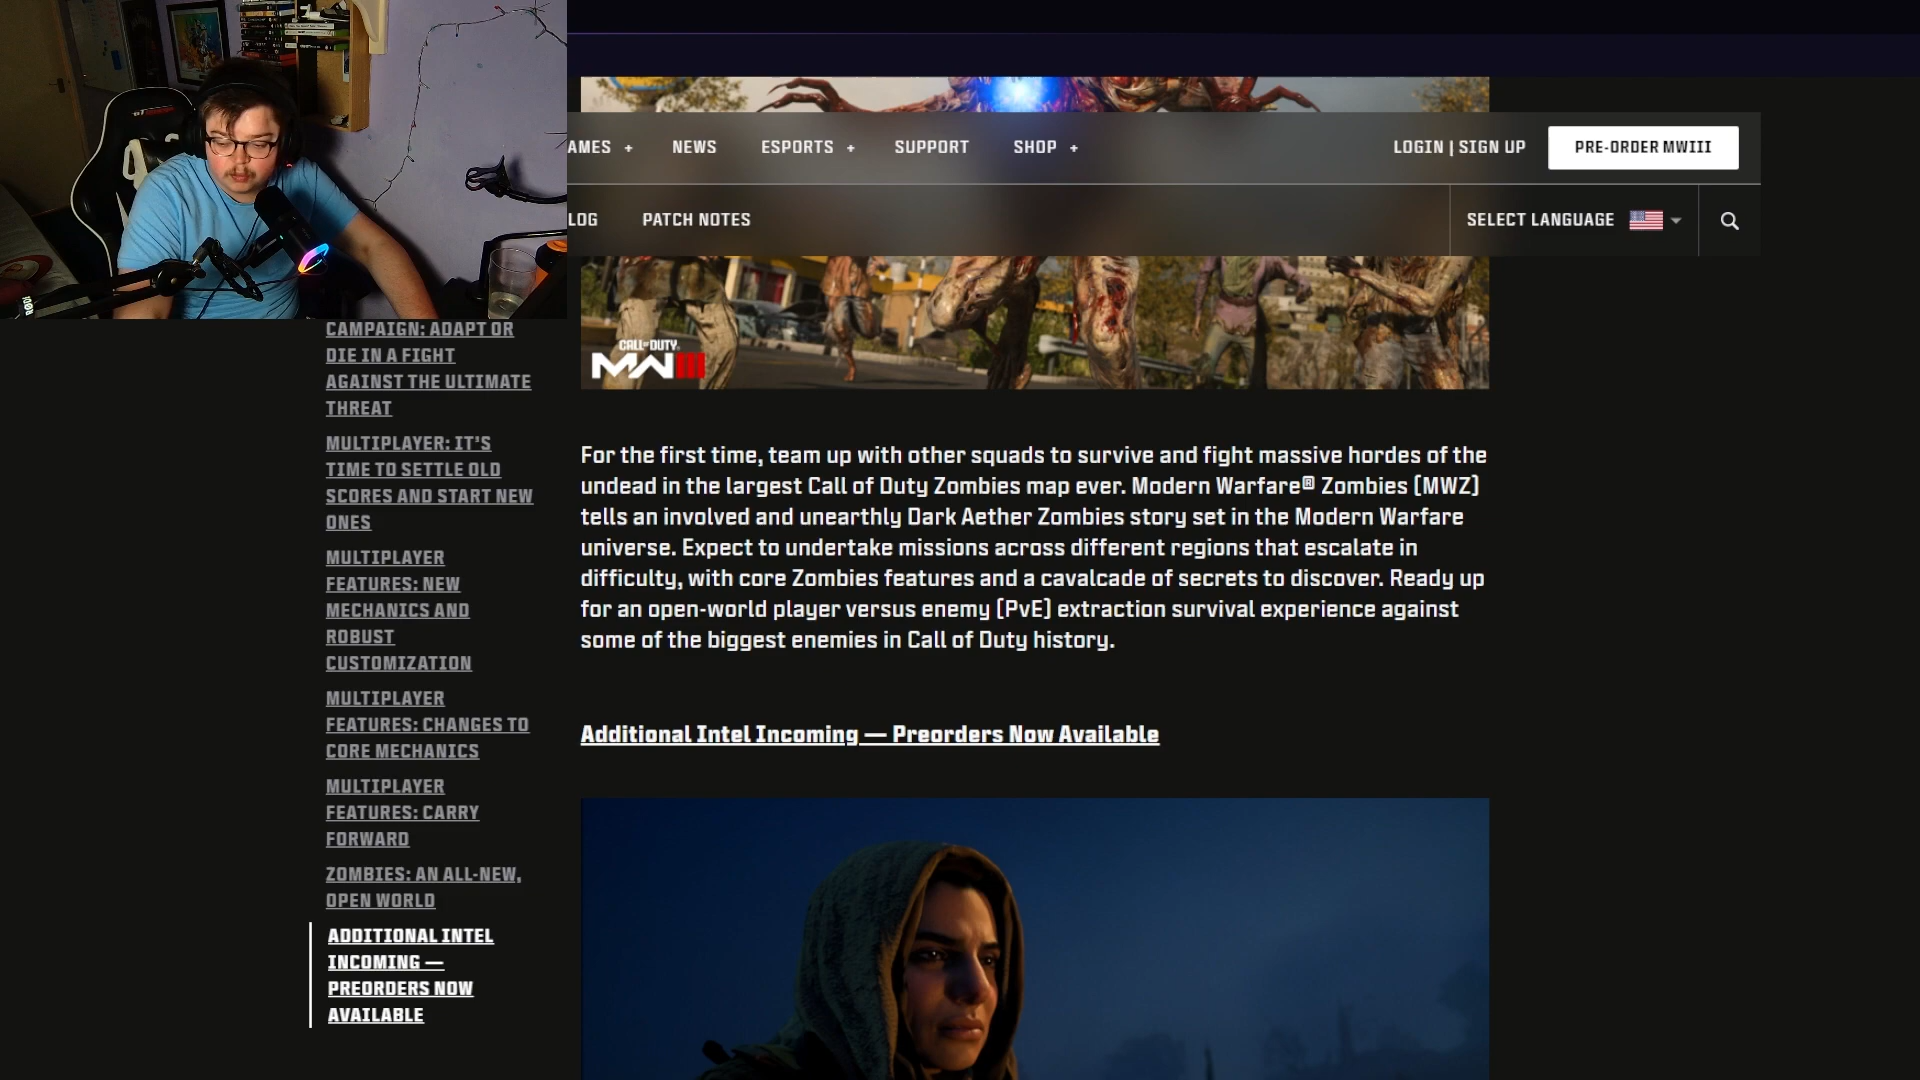 AMES +
NEWS
ESPORTS +
SUPPORT
SHOP +
LOGIN | SIGN UP
PRE-ORDER MWIII
LOG
PATCH NOTES
SELECT LANGUAGE
CALL OF DUTY
MWIII
CAMPAIGN: ADAPT OR
DIE IN A FIGHT
AGAINST THE ULTIMATE
THREAT
MULTIPLAYER: IT'S
TIME TO SETTLE OLD
SCORES AND START NEW
ONES
MULTIPLAYER
FEATURES: NEW
MECHANICS AND
ROBUST
CUSTOMIZATION
MULTIPLAYER
FEATURES: CHANGES TO
CORE MECHANICS
MULTIPLAYER
FEATURES: CARRY
FORWARD
ZOMBIES: AN ALL-NEW,
OPEN WORLD
ADDITIONAL INTEL
INCOMING —
PREORDERS NOW
AVAILABLE
For the first time, team up with other squads to survive and fight massive hordes of the
undead in the largest Call of Duty Zombies map ever. Modern Warfare® Zombies (MWZ)
tells an involved and unearthly Dark Aether Zombies story set in the Modern Warfare
universe. Expect to undertake missions across different regions that escalate in
difficulty, with core Zombies features and a cavalcade of secrets to discover. Ready up
for an open-world player versus enemy (PvE) extraction survival experience against
some of the biggest enemies in Call of Duty history.
Additional Intel Incoming — Preorders Now Available